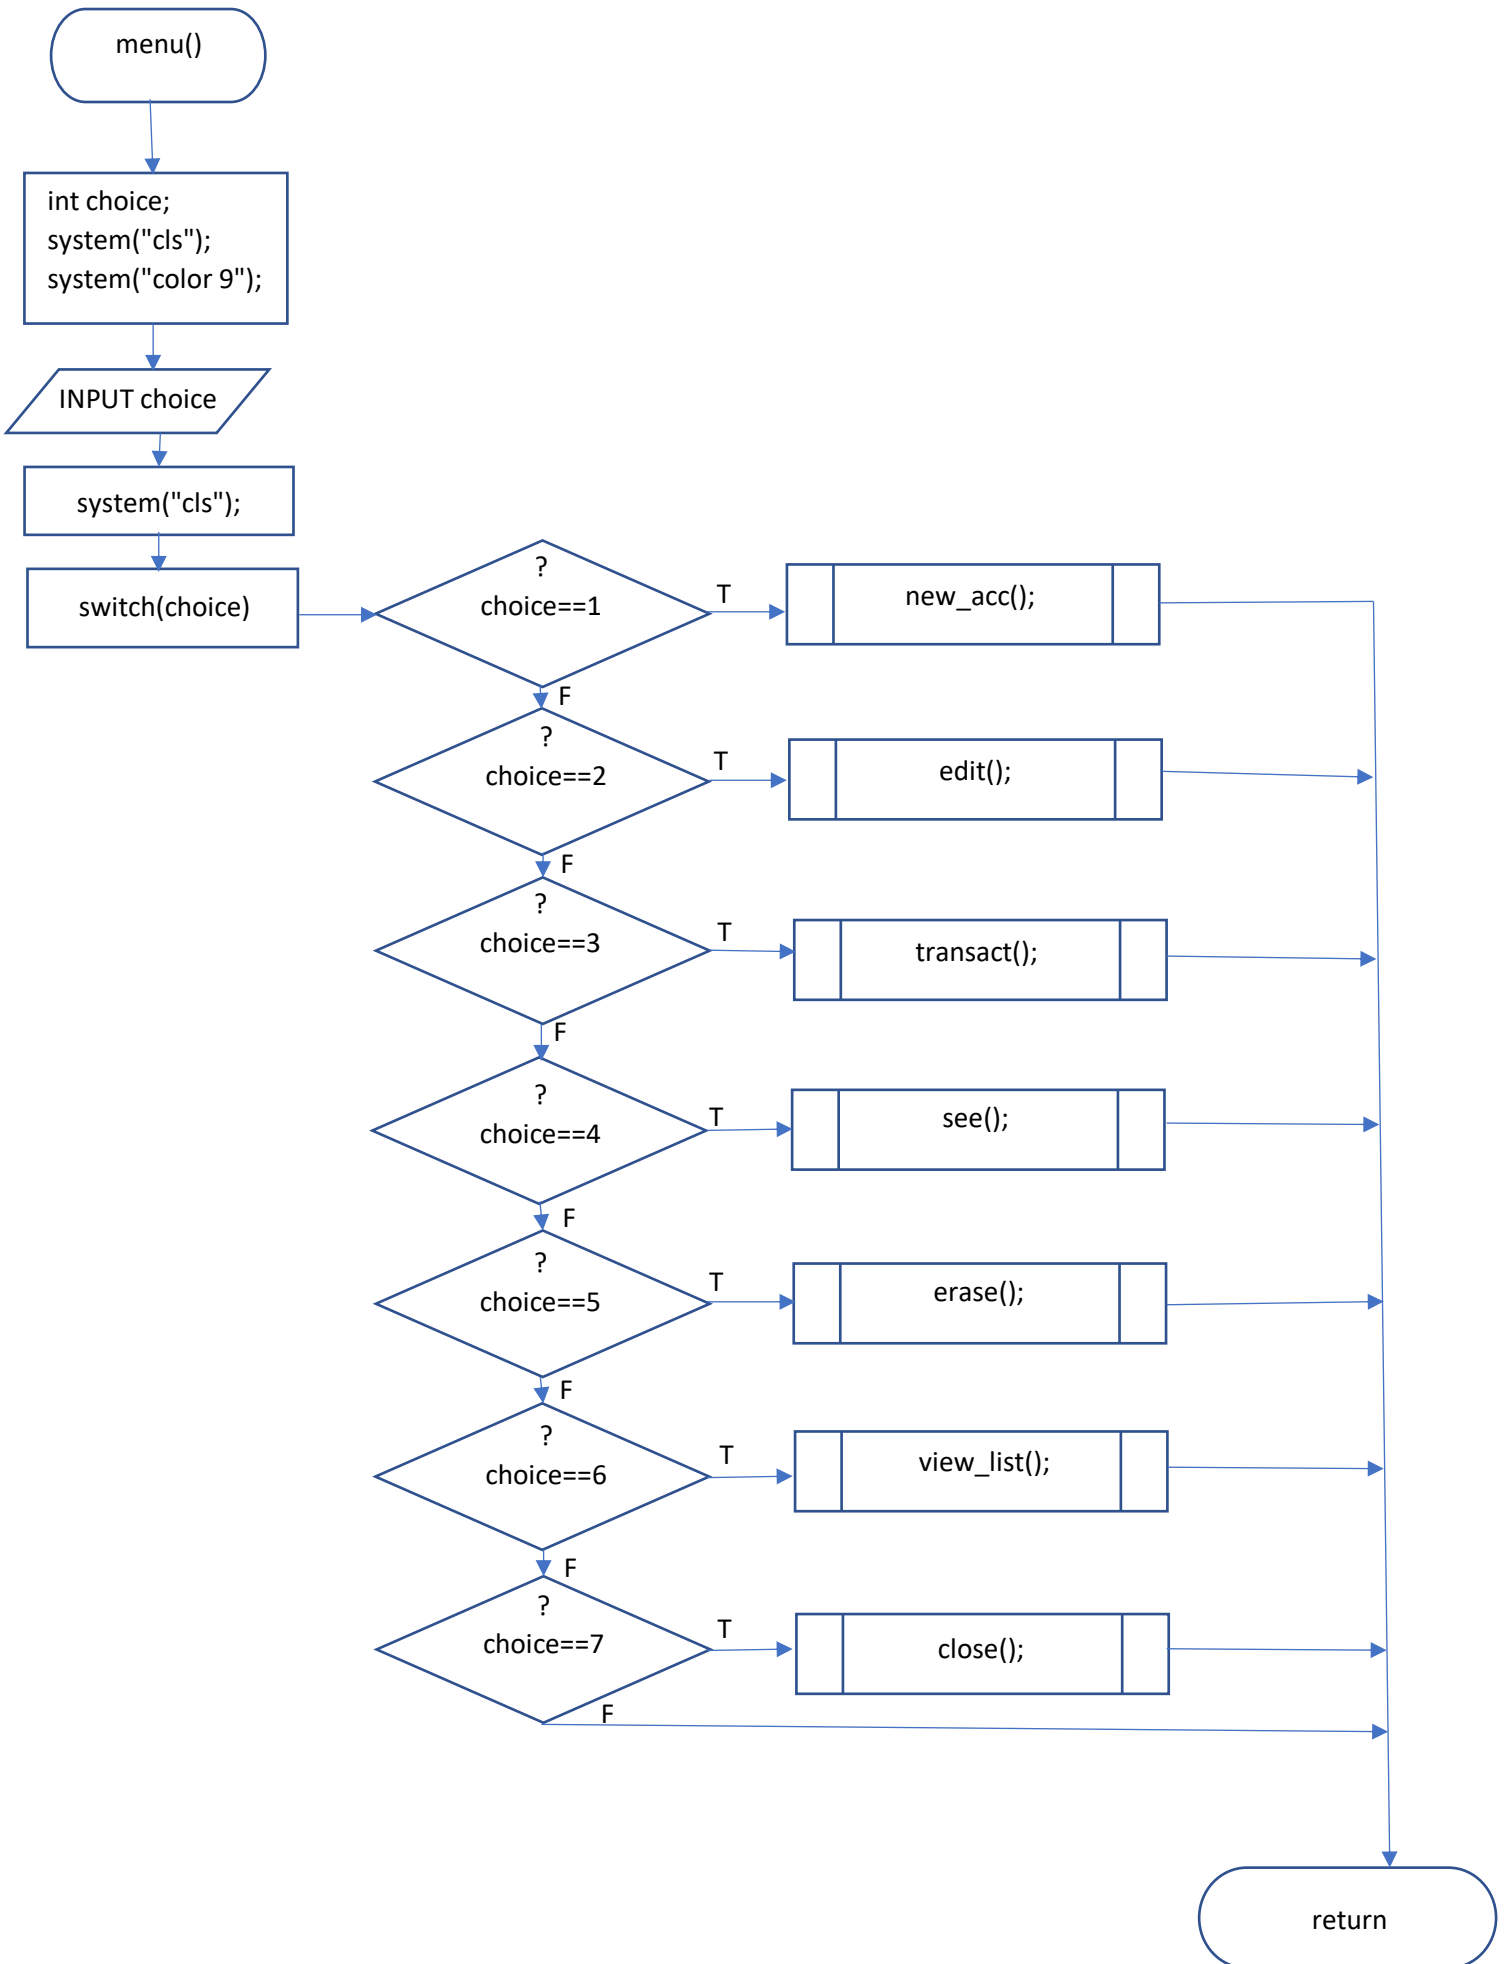 menu()
int choice;
system("cls");
system("color 9");
INPUT choice
system("cls");
switch(choice)
?
choice==1
T
new_acc();
F
?
choice==2
T
edit();
F
?
choice==3
T
transact();
F
?
choice==4
T
see();
F
?
choice==5
T
erase();
F
?
choice==6
T
view_list();
F
?
choice==7
T
close();
F
return